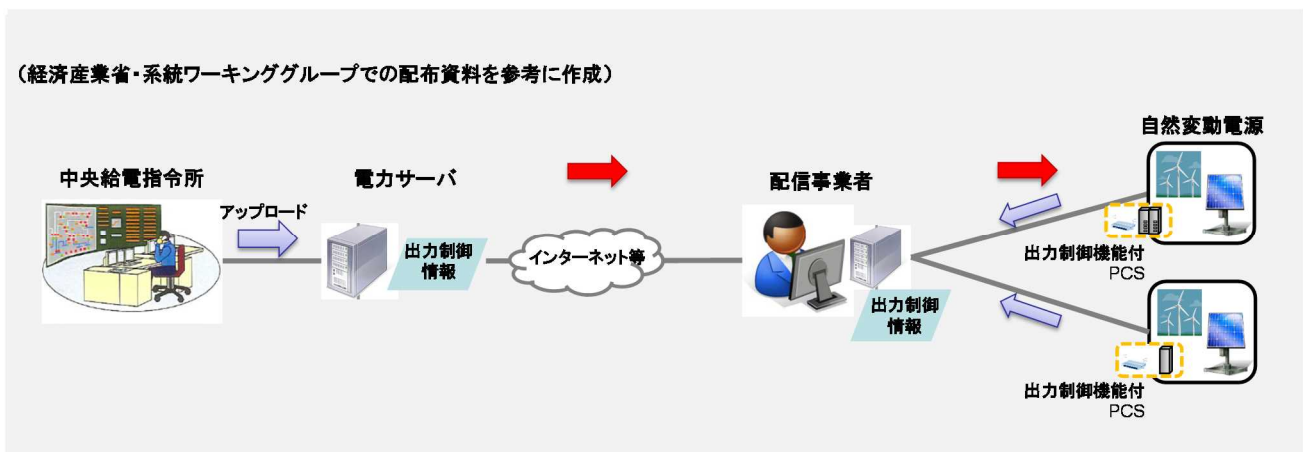 （経済産業省・系統ワーキンググループでの配布資料を参考に作成）
自然変動電源
中央給電指令所
電力サーバ
配信事業者
アップロード
出力制御
情報
インターネット等
出力制御機能付
PCS
出力制御
情報
出力制御機能付
PCS